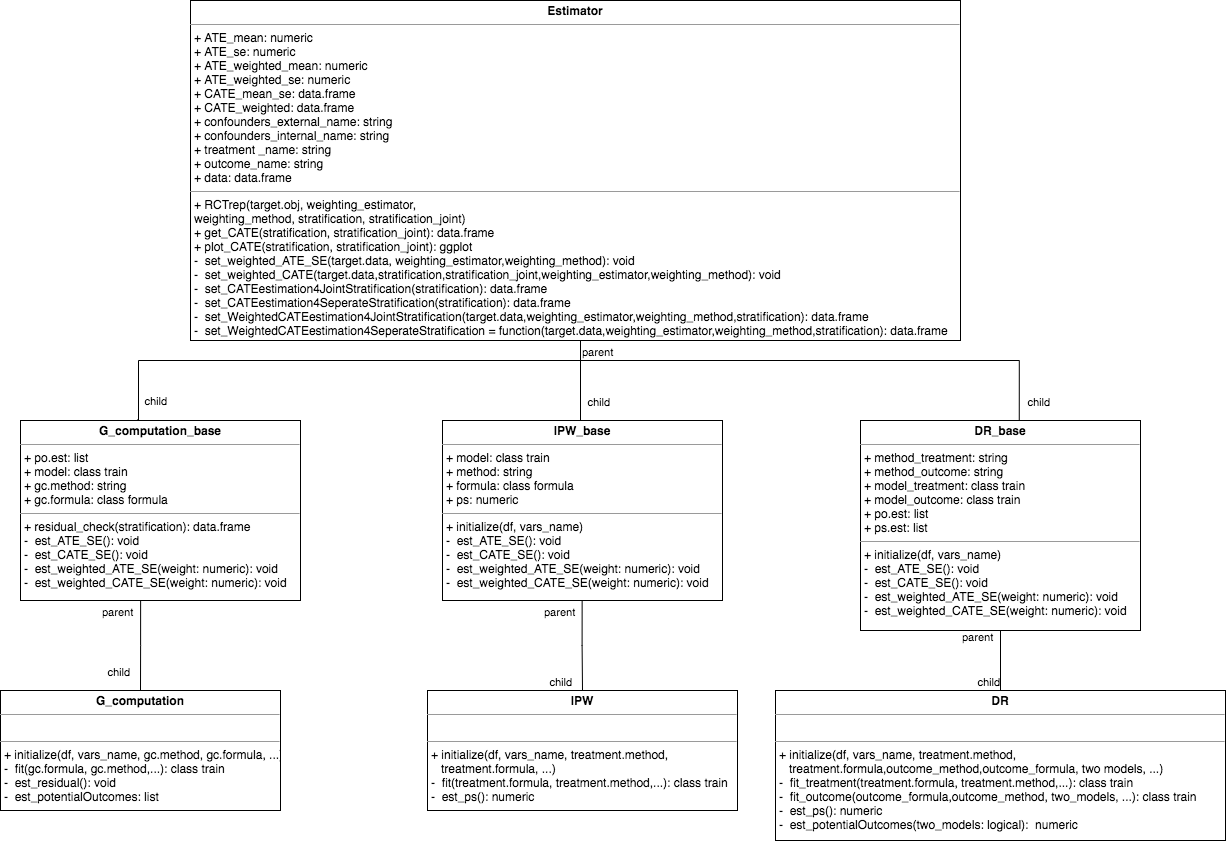 Estimator
+ ATE_mean: numeric
+ ATE_se: numeric
+ ATE_weighted_mean: numeric
+ ATE_weighted_se: numeric
+ CATE_mean_se: data.frame
+ CATE_weighted: data.frame
+ confounders_external_name: string
+ confounders_internal_name: string
+ treatment _name: string
+ outcome_name: string
+ data: data.frame
+ RCTrep(target.obj, weighting_estimator,
weighting_method, stratification, stratification_joint)
+ get_CATE(stratification, stratification_joint): data.frame
+ plot_CATE(stratification, stratification_joint): ggplot
- set_weighted_ATE_SE(target.data, weighting_estimator,weighting_method): void
- set_weighted_CATE(target.data,stratification,stratification_joint,weighting_estimator,weighting_method): void
- set_CATEestimation4JointStratification(stratification): data.frame
- set_CATEestimation4SeperateStratification(stratification): data.frame
- set_WeightedCATEestimation4JointStratification(target.data,weighting_estimator,weighting_method,stratification): data.frame
- set_WeightedCATEestimation4SeperateStratification = function(target.data,weighting_estimator,weighting_method,stratification): data.frame
parent
child
child
child
G_computation_base
+ po.est: list
+ model: class train
+ gc.method: string
+ gc.formula: class formula
+ residual_check(stratification): data.frame
- est_ATE_SE(): void
- est_CATE_SE(): void
- est_weighted_ATE_SE(weight: numeric): void
- est_weighted_CATE_SE(weight: numeric): void
IPW_base
+ model: class train
+ method: string
+ formula: class formula
+ ps: numeric
+ initialize(df, vars_name)
- est_ATE_SE(): void
- est_CATE_SE(): void
- est_weighted_ATE_SE(weight: numeric): void
- est_weighted_CATE_SE(weight: numeric): void
DR_base
+ method_treatment: string
+ method_outcome: string
+ model_treatment: class train
+ model_outcome: class train
+ po.est: list
+ ps.est: list
+ initialize(df, vars_name)
- est_ATE_SE(): void
- est_CATE_SE(): void
- est_weighted_ATE_SE(weight: numeric): void
- est_weighted_CATE_SE(weight: numeric): void
parent
child
parent
child
parent
child
G_computation
+ initialize(df, vars_name, gc.method, gc.formula, ...
- fit(gc.formula, gc.method,...): class train
- est_residual(): void
- est_potentialOutcomes: list
IPW
+ initialize(df, vars_name, treatment.method,
treatment.formula, ...)
- fit(treatment.formula, treatment.method,...): class train
- est_ps(): numeric
DR
+ initialize(df, vars_name, treatment.method,
treatment.formula,outcome_method,outcome_formula, two models, ...)
- fit_treatment(treatment.formula, treatment.method,...): class train
- fit_outcome(outcome_formula,outcome_method, two_models, ...): class train
- est_ps(): numeric
- est_potentialOutcomes(two_models: logical): numeric